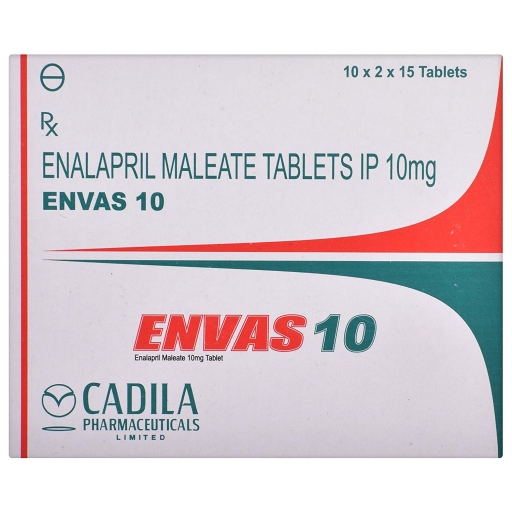 10 x 2 x 15 Tablets
Rx
ENALAPRIL MALEATE TABLETS IP 10mg
ENVAS 10
ENVAS 10
Enalapril Maleate 10mg Tablet
CADILA
PHARMACEUTICALS
LIMITED